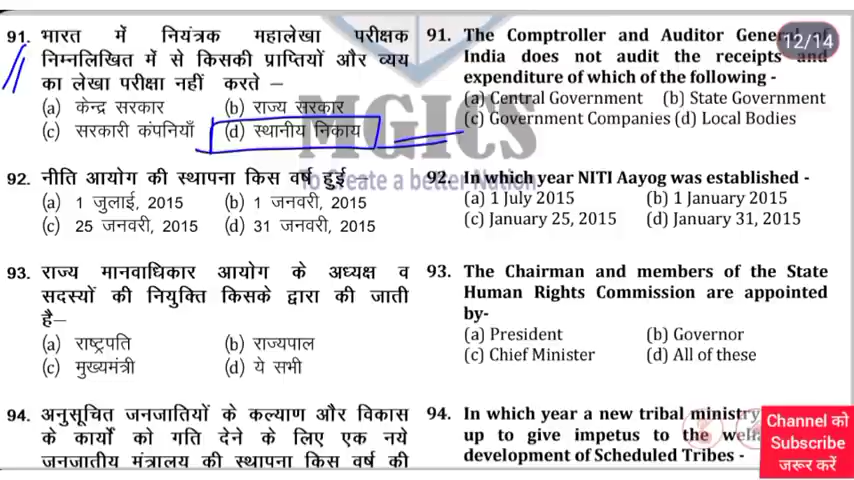 91. भारत में नियंत्रक महालेखा परीक्षक
निम्नलिखित में से किसकी प्राप्तियों और व्यय
का लेखा परीक्षा नहीं करते –
(a) केन्द्र सरकार (b) राज्य सरकार
(c) सरकारी कंपनियाँ (d) स्थानीय निकाय
92. नीति आयोग की स्थापना किस वर्ष हुई –
(a) 1 जुलाई, 2015 (b) 1 जनवरी, 2015
(c) 25 जनवरी, 2015 (d) 31 जनवरी, 2015
93. राज्य मानवाधिकार आयोग के अध्यक्ष व
सदस्यों की नियुक्ति किसके द्वारा की जाती
है–
(a) राष्ट्रपति (b) राज्यपाल
(c) मुख्यमंत्री (d) ये सभी
94. अनुसूचित जनजातियों के कल्याण और विकास
के कार्यो को गति देने के लिए एक नये
जनजातीय मंत्रालय की स्थापना किस वर्ष की
91. The Comptroller and Auditor General of
India does not audit the receipts and
expenditure of which of the following -
(a) Central Government (b) State Government
(c) Government Companies (d) Local Bodies
92. In which year NITI Aayog was established -
(a) 1 July 2015 (b) 1 January 2015
(c) January 25, 2015 (d) January 31, 2015
93. The Chairman and members of the State
Human Rights Commission are appointed
by-
(a) President (b) Governor
(c) Chief Minister (d) All of these
94. In which year a new tribal ministry
up to give impetus to the
development of Scheduled Tribes -
12/14
MGICS
To Create a better Nation
Channel को
Subscribe
जरूर करें